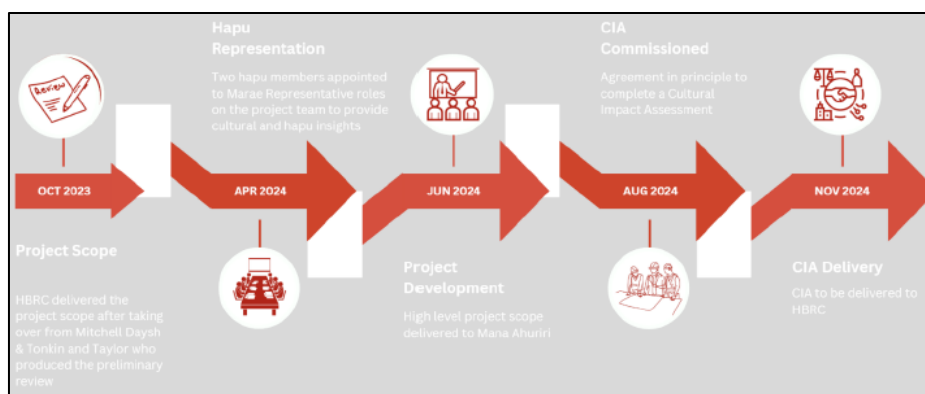 Review
OCT 2023
Project Scope
HBRC delivered the
project scope after taking
over from Mitchell Daysh
& Tonkin and Taylor who
produced the preliminary
review
Hapu
Representation
Two hapu members appointed
to Marae Representative roles
on the project team to provide
cultural and hapu insights
APR 2024
JUN 2024
Project
Development
High level project scope
delivered to Mana Ahuriri
CIA
Commissioned
Agreement in principle to
complete a Cultural
Impact Assessment
AUG 2024
NOV 2024
CIA Delivery
CIA to be delivered to
HBRC